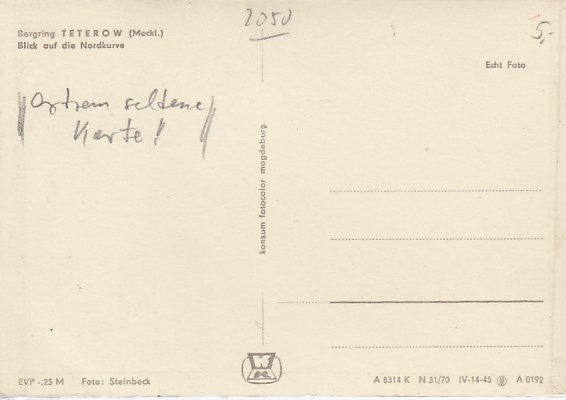 2050
5,-
Bergring TETEROW (Meckl.)
Blick auf die Nordkurve
Echt Foto
extrem seltene
Karte!
konsum fotocolor magdeburg
EVP -,25 M Foto: Steinbeck
A 8314 K N 31/70 IV-14-45 A 0192